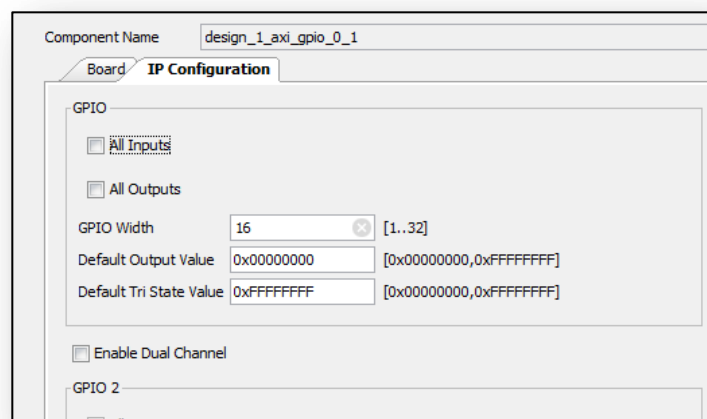 Component Name design_1_axi_gpio_0_1
Board IP Configuration
GPIO
All Inputs
All Outputs
GPIO Width 16 [1..32]
Default Output Value 0x00000000 [0x00000000,0xFFFFFFFF]
Default Tri State Value 0xFFFFFFFF [0x00000000,0xFFFFFFFF]
Enable Dual Channel
GPIO 2